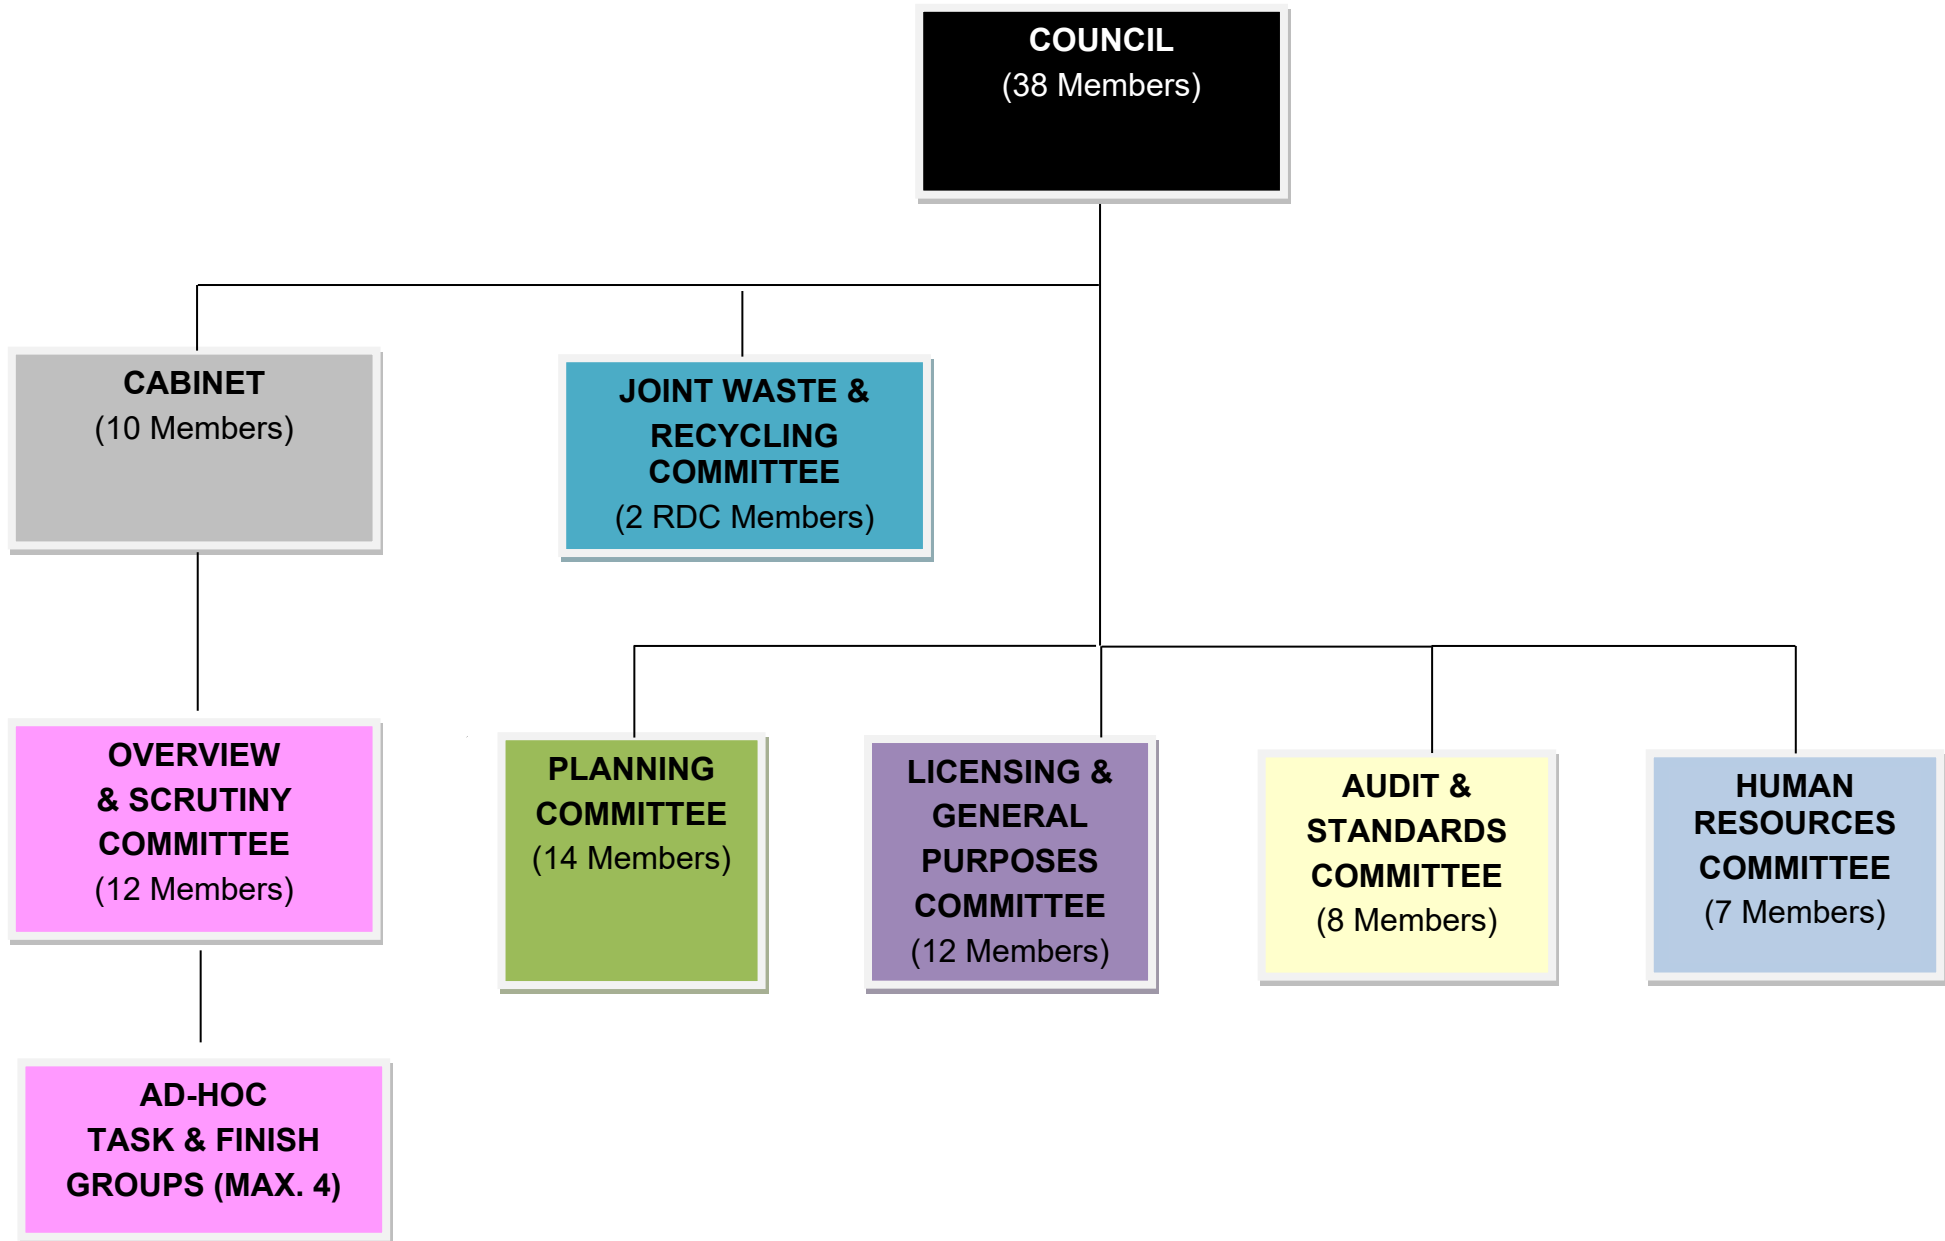 COUNCIL
(38 Members)
CABINET
(10 Members)
JOINT WASTE &
RECYCLING
COMMITTEE
(2 RDC Members)
OVERVIEW
& SCRUTINY
COMMITTEE
(12 Members)
PLANNING
COMMITTEE
(14 Members)
LICENSING &
GENERAL
PURPOSES
COMMITTEE
(12 Members)
AUDIT &
STANDARDS
COMMITTEE
(8 Members)
HUMAN
RESOURCES
COMMITTEE
(7 Members)
AD-HOC
TASK & FINISH
GROUPS (MAX. 4)